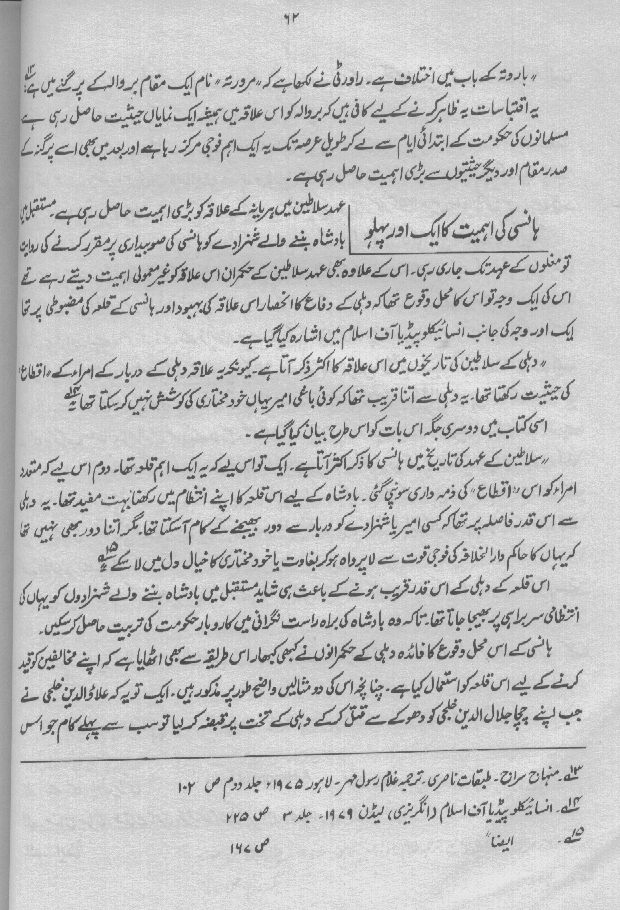 ۶۲
"باروتہ کے باب میں اختلاف ہے۔ راورٹی نے لکھا ہے کہ "مروتہ" نام ایک مقام بروالہ کے پرگنے میں ہے۱۳؎
یہ اقتباسات یہ ظاہر کرنے کے لیے کافی ہیں کہ بروالہ کو اس علاقہ میں ہمیشہ ایک نمایاں حیثیت حاصل رہی ہے
مسلمانوں کی حکومت کے ابتدائی ایام سے لے کر طویل عرصہ تک یہ ایک اہم فوجی مرکز رہا ہے اور بعد میں بھی اسے پرگنہ کے
صدر مقام اور دیگر حیثیتوں سے بڑی اہمیت حاصل رہی ہے۔
ہانسی کی اہمیت کا ایک اور پہلو
عہد سلاطین میں ہریانہ کے علاقہ کو بڑی اہمیت حاصل رہی ہے۔ مستقبل میں
بادشاہ بننے والے شہزادے کو ہانسی کی صوبیداری پر مقرر کرنے کی روایت
تو مغلوں کے عہد تک جاری رہی۔ اس کے علاوہ بھی عہد سلاطین کے حکمران اس علاقہ کو غیر معمولی اہمیت دیتے رہے تھے
اس کی ایک وجہ تو اس کا محل وقوع تھا کہ دہلی کے دفاع کا انحصار اس علاقہ کی بہبود اور ہانسی کے قلعہ کی مضبوطی پر تھا
ایک اور وجہ کی جانب انسائیکلوپیڈیا آف اسلام میں اشارہ کیا گیا ہے۔
"دہلی کے سلاطین کی تاریخوں میں اس علاقہ کا اکثر ذکر آتا ہے۔ کیونکہ یہ علاقہ دہلی کے دربار کے امراء کے "اقطاع"
کی حیثیت رکھتا تھا۔ یہ دہلی سے اتنا قریب تھا کہ کوئی باغی امیر یہاں خود مختاری کی کوشش نہیں کر سکتا تھا"۱۴؎
اسی کتاب میں دوسری جگہ اس بات کو اس طرح بیان کیا گیا ہے۔
"سلاطین کے عہد کی تاریخ میں ہانسی کا ذکر اکثر آتا ہے۔ ایک تو اس لیے کہ یہ ایک اہم قلعہ تھا۔ دوم اس لیے کہ متعدد
امراء کو اس "اقطاع" کی ذمہ داری سونپی گئی۔ بادشاہ کے لیے اس قلعہ کا اپنے انتظام میں رکھنا بہت مفید تھا۔ یہ دہلی
سے اس قدر فاصلہ پر تھا کہ کسی امیر یا شہزادے کو دربار سے دور بھیجنے کے کام آ سکتا تھا۔ مگر اتنا دور بھی نہیں تھا
کہ یہاں کا حاکم دارالخلافہ کی فوجی قوت سے لاپرواہ ہو کر بغاوت یا خود مختاری کا خیال دل میں لا سکے"۱۵؎
اس قلعہ کے دہلی کے اس قدر قریب ہونے کے باعث ہی شاید مستقبل میں بادشاہ بننے والے شہزادوں کو یہاں کی
انتظامی سربراہی پر بھیجا جاتا تھا۔ تاکہ وہ بادشاہ کی براہ راست نگرانی میں کاروبار حکومت کی تربیت حاصل کر سکیں۔
ہانسی کے اس محل وقوع کا فائدہ دہلی کے حکمرانوں نے کبھی کبھار اس طریقہ سے بھی اٹھایا ہے کہ اپنے مخالفین کو قید
کرنے کے لیے اس قلعہ کو استعمال کیا ہے۔ چنانچہ اس کی دو مثالیں واضح طور پر مذکور ہیں۔ ایک تو یہ کہ علاؤ الدین خلجی نے
جب اپنے چچا جلال الدین خلجی کو دھوکے سے قتل کر کے دہلی کے تخت پر قبضہ کر لیا تو سب سے پہلے کام جو اس
۱۳؎۔ منہاج سراج۔ طبقات ناصری۔ ترجمہ غلام رسول مہر۔ لاہور ۱۹۷۵ء جلد دوم ص ۱۰۲
۱۴؎۔ انسائیکلوپیڈیا آف اسلام (انگریزی) لیڈن ۱۹۷۹۔ جلد ۳ ص ۲۲۵
۱۵؎۔ ایضاً ص ۱۶۷